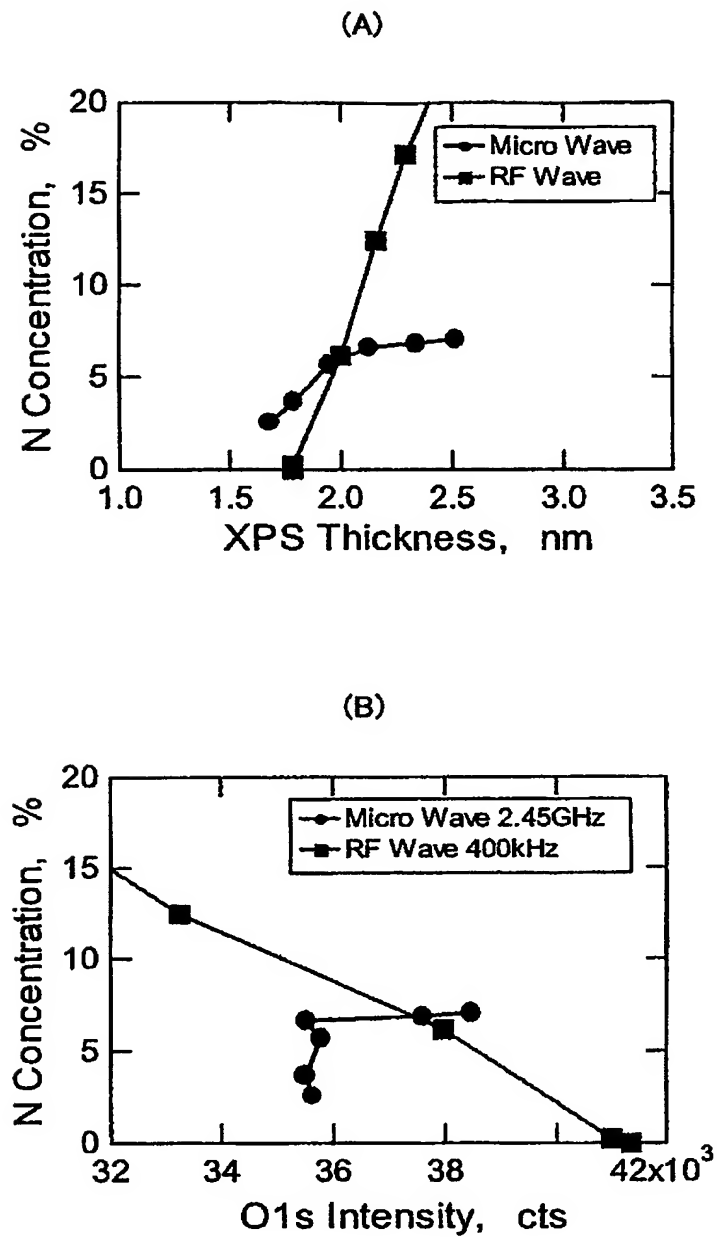 (A)
N Concentration, %
20
15
10
5
0
Micro Wave
RF Wave
1.0 1.5 2.0 2.5 3.0 3.5
XPS Thickness, nm
(B)
N Concentration, %
20
15
10
5
0
Micro Wave 2.45GHz
RF Wave 400kHz
32 34 36 38 42x10³
O1s Intensity, cts